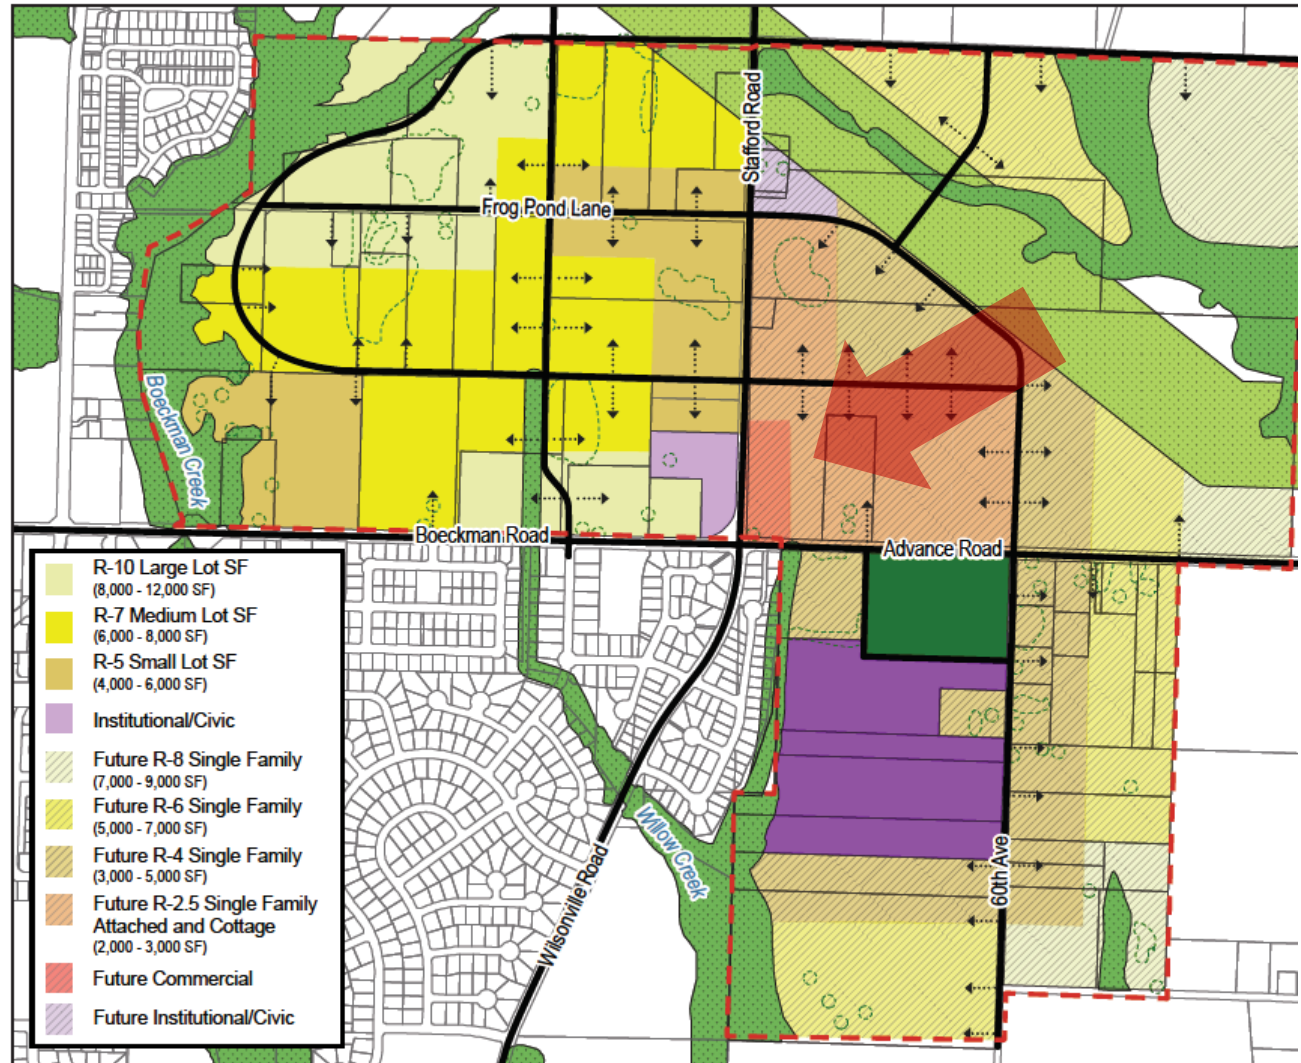 Stafford Road
Frog Pond Lane
Boeckman Creek
Boeckman Road
Advance Road
R-10 Large Lot SF
(8,000 - 12,000 SF)
R-7 Medium Lot SF
(6,000 - 8,000 SF)
R-5 Small Lot SF
(4,000 - 6,000 SF)
Institutional/Civic
Future R-8 Single Family
(7,000 - 9,000 SF)
Future R-6 Single Family
(5,000 - 7,000 SF)
Future R-4 Single Family
(3,000 - 5,000 SF)
Future R-2.5 Single Family
Attached and Cottage
(2,000 - 3,000 SF)
Future Commercial
Future Institutional/Civic
Willow Creek
Wilsonville Road
60th Ave